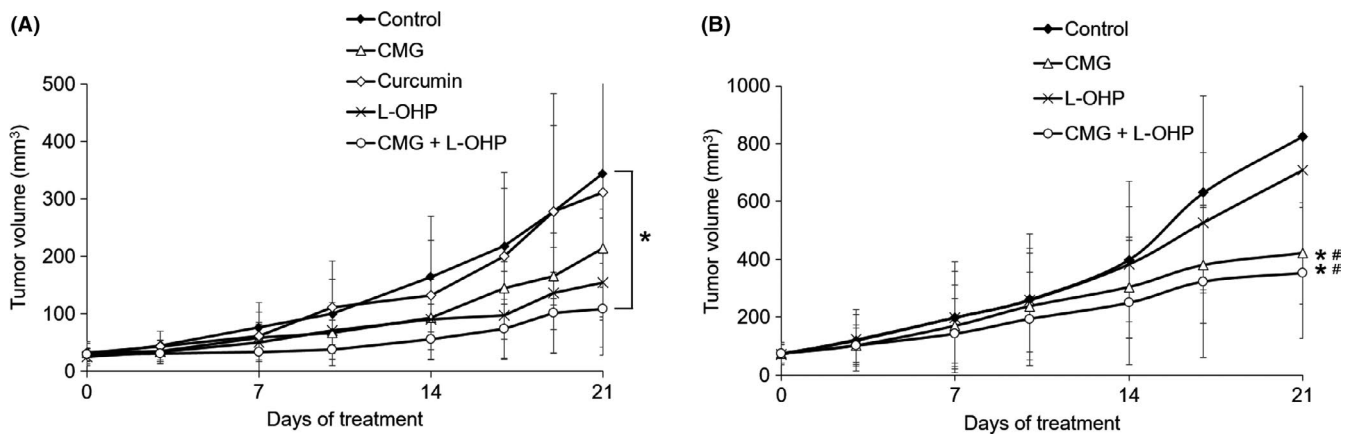 (A)
Control
CMG
Curcumin
L-OHP
CMG + L-OHP
500
400
300
200
100
0
Tumor volume (mm³)
0 7 14 21
Days of treatment
*
(B)
Control
CMG
L-OHP
CMG + L-OHP
1000
800
600
400
200
0
Tumor volume (mm³)
0 7 14 21
Days of treatment
* #
* #